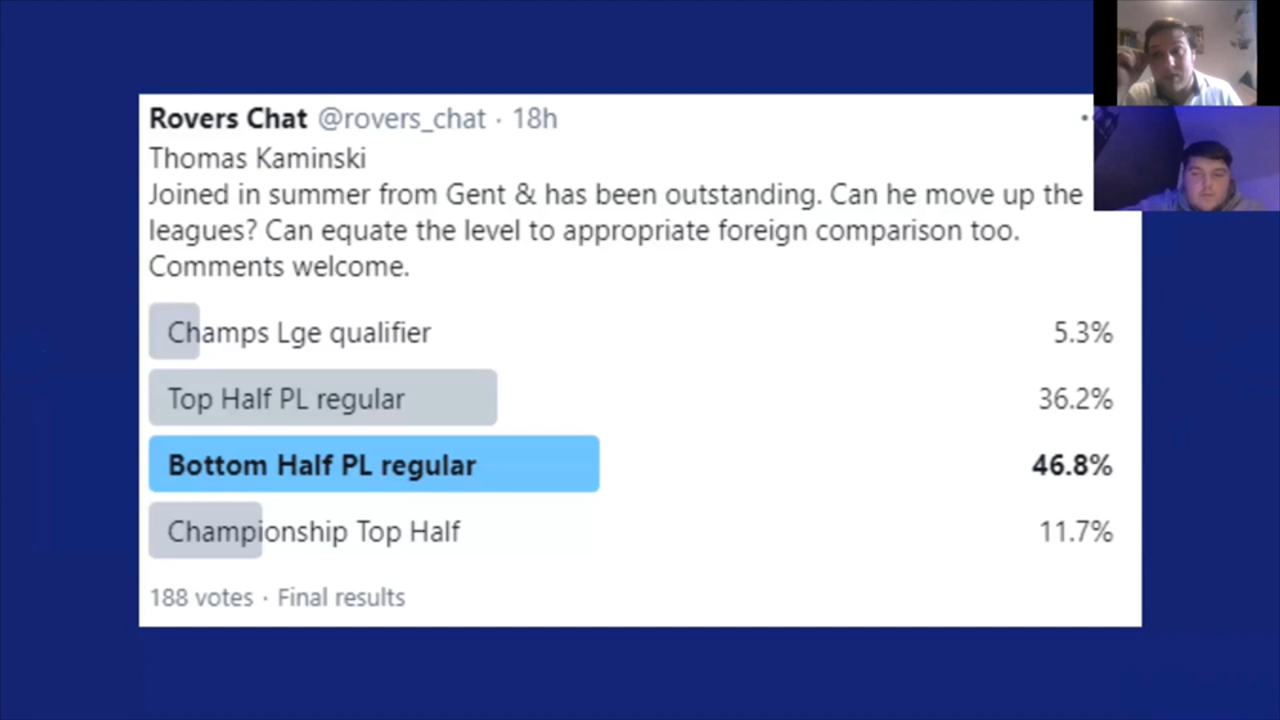 Rovers Chat @rovers_chat · 18h
Thomas Kaminski
Joined in summer from Gent & has been outstanding. Can he move up the
leagues? Can equate the level to appropriate foreign comparison too.
Comments welcome.
Champs Lge qualifier 5.3%
Top Half PL regular 36.2%
Bottom Half PL regular 46.8%
Championship Top Half 11.7%
188 votes · Final results